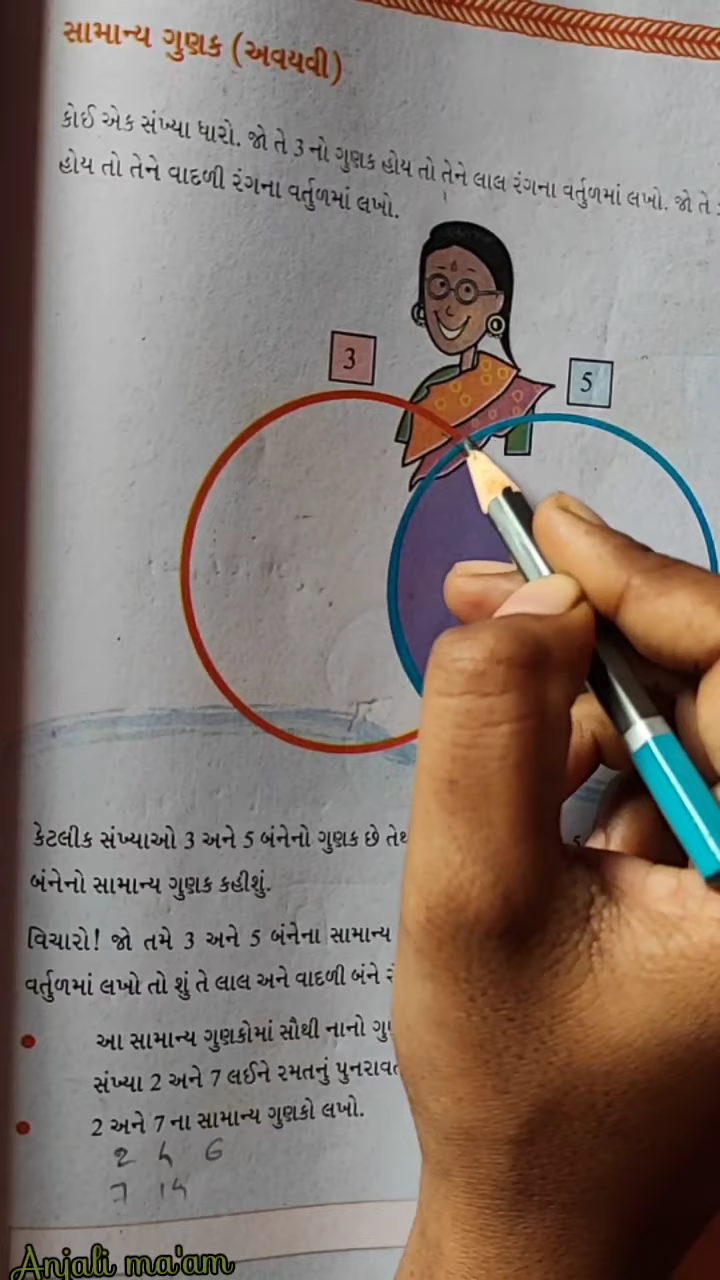 સામાન્ય ગુણક (અવયવી)
કોઈ એક સંખ્યા ધારો. જો તે 3 નો ગુણક હોય તો તેને લાલ રંગના વર્તુળમાં લખો. જો તે
હોય તો તેને વાદળી રંગના વર્તુળમાં લખો.
3
5
કેટલીક સંખ્યાઓ 3 અને 5 બંનેનો ગુણક છે
બંનેનો સામાન્ય ગુણક કહીશું.
વિચારો! જો તમે 3 અને 5 બંનેના સામાન્ય
વર્તુળમાં લખો તો શું તે લાલ અને વાદળી બંને
આ સામાન્ય ગુણકોમાં સૌથી નાનો
સંખ્યા 2 અને 7 લઈને રમતનું
2 અને 7 ના સામાન્ય ગુણકો લખો.
2 4 6
7 14
Anjali ma'am